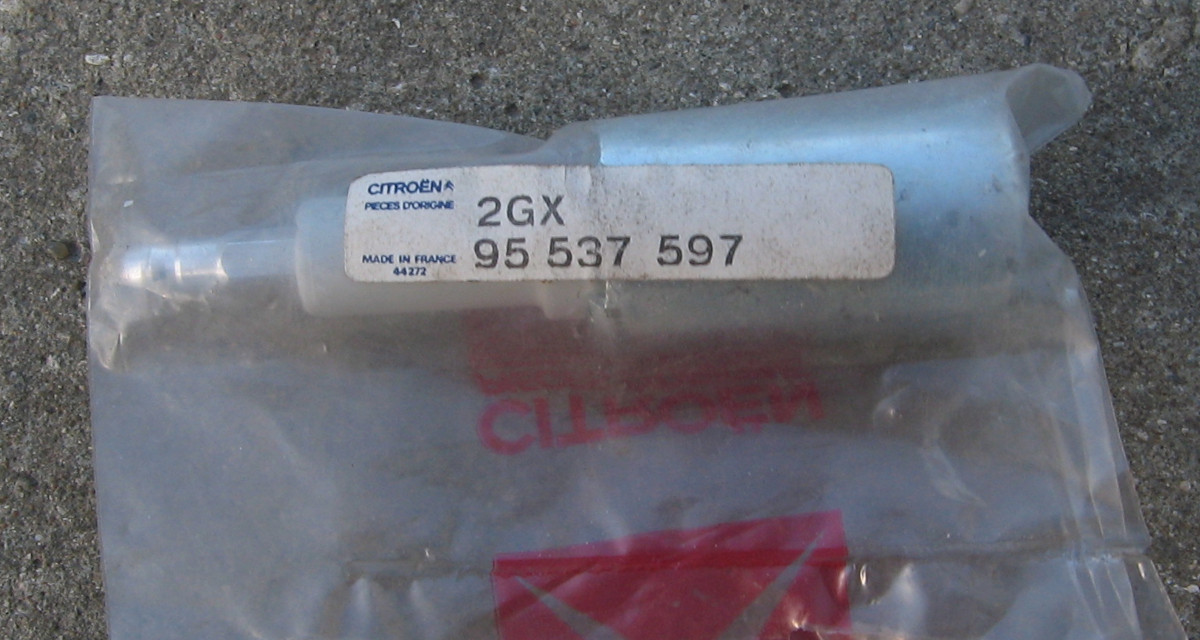 CITROËN
PIECES D'ORIGINE
2GX
95 537 597
MADE IN FRANCE
44272
CITROËN